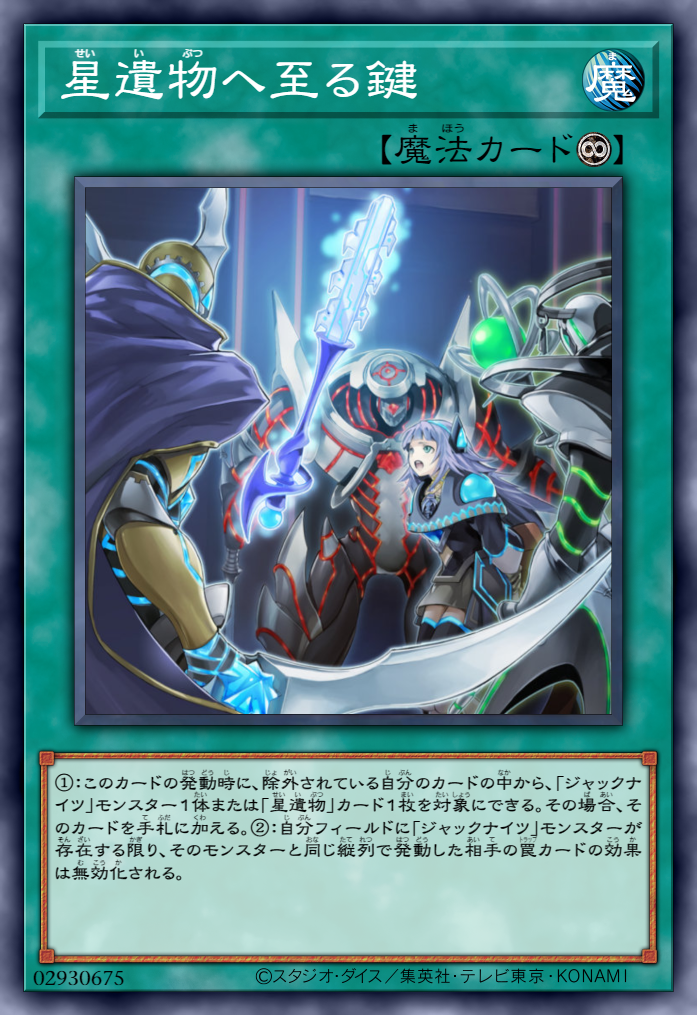 星遺物へ至る鍵
魔
【魔法カード♾】
①:このカードの発動時に、除外されている自分のカードの中から、「ジャックナ
イツ」モンスター1体または「星遺物」カード1枚を対象にできる。その場合、そ
のカードを手札に加える。②:自分フィールドに「ジャックナイツ」モンスターが
存在する限り、そのモンスターと同じ縦列で発動した相手の罠カードの効果
は無効化される。
02930675 ©スタジオ・ダイス／集英社・テレビ東京・KONAMI